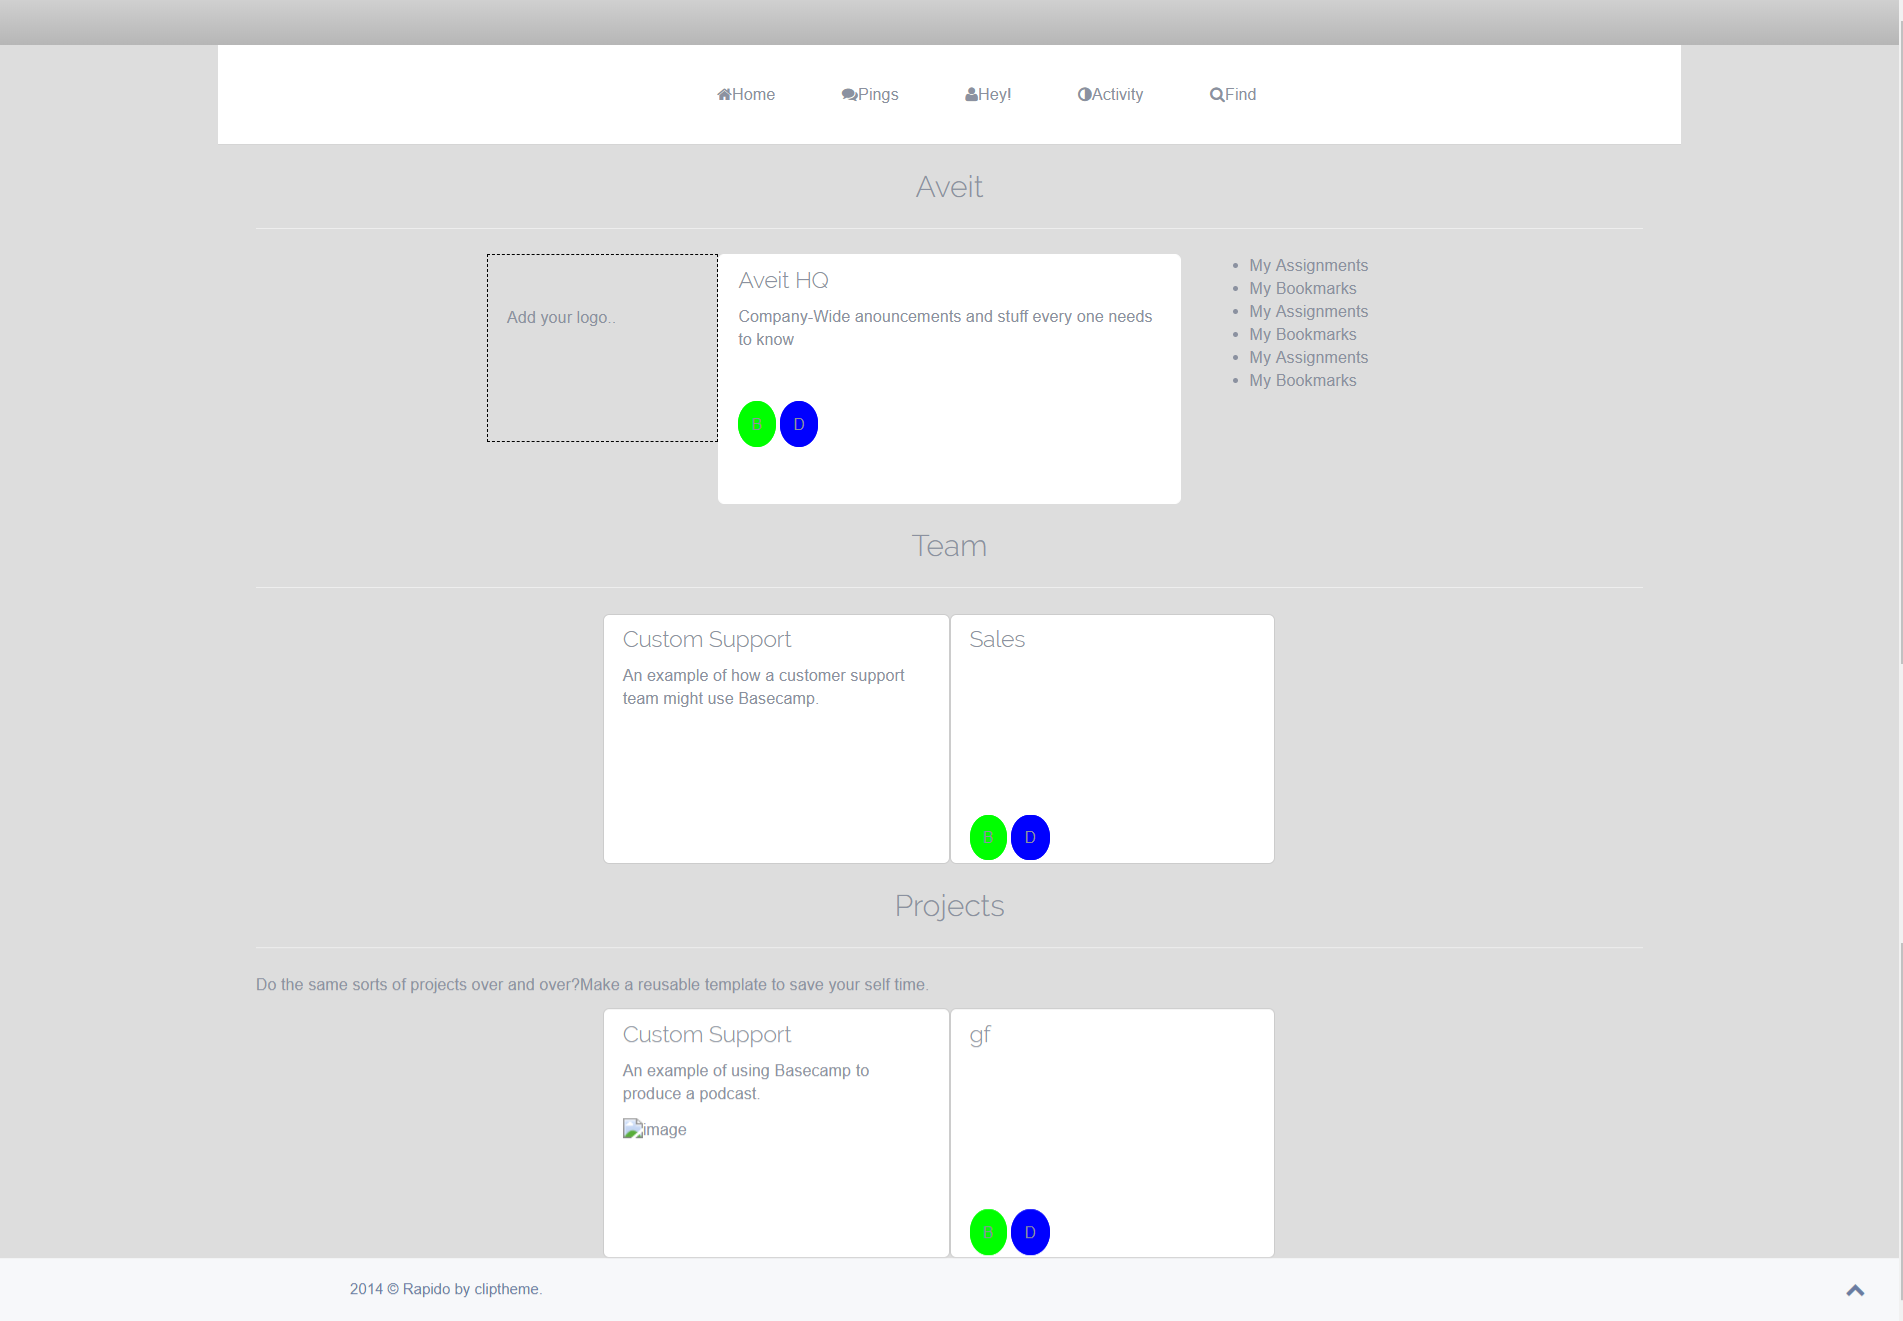 Home Pings Hey! Activity Find
Aveit
Add your logo..
Aveit HQ
Company-Wide anouncements and stuff every one needs
to know
D
My Assignments
My Bookmarks
My Assignments
My Bookmarks
My Assignments
My Bookmarks
Team
Custom Support
An example of how a customer support
team might use Basecamp.
Sales
D
Projects
Do the same sorts of projects over and over?Make a reusable template to save your self time.
Custom Support
An example of using Basecamp to
produce a podcast.
image
gf
D
2014 © Rapido by cliptheme.